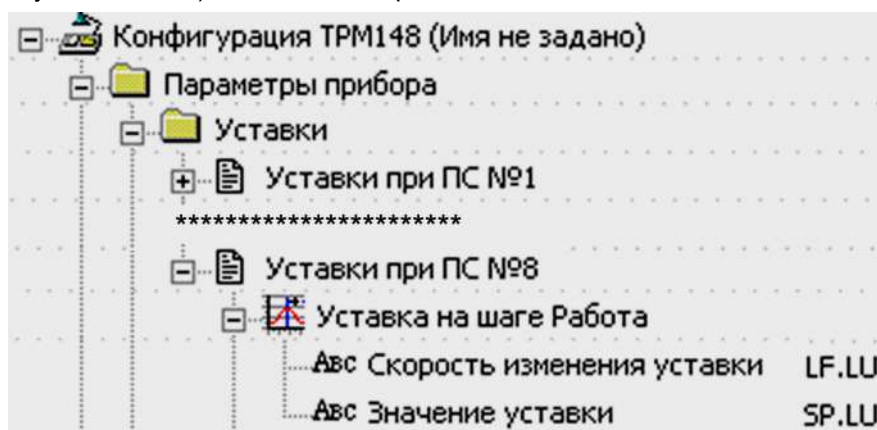 Конфигурация ТРМ148 (Имя не задано)
Параметры прибора
Уставки
Уставки при ПС №1
***********************
Уставки при ПС №8
Уставка на шаге Работа
Авс Скорость изменения уставки LF.LU
Авс Значение уставки SP.LU